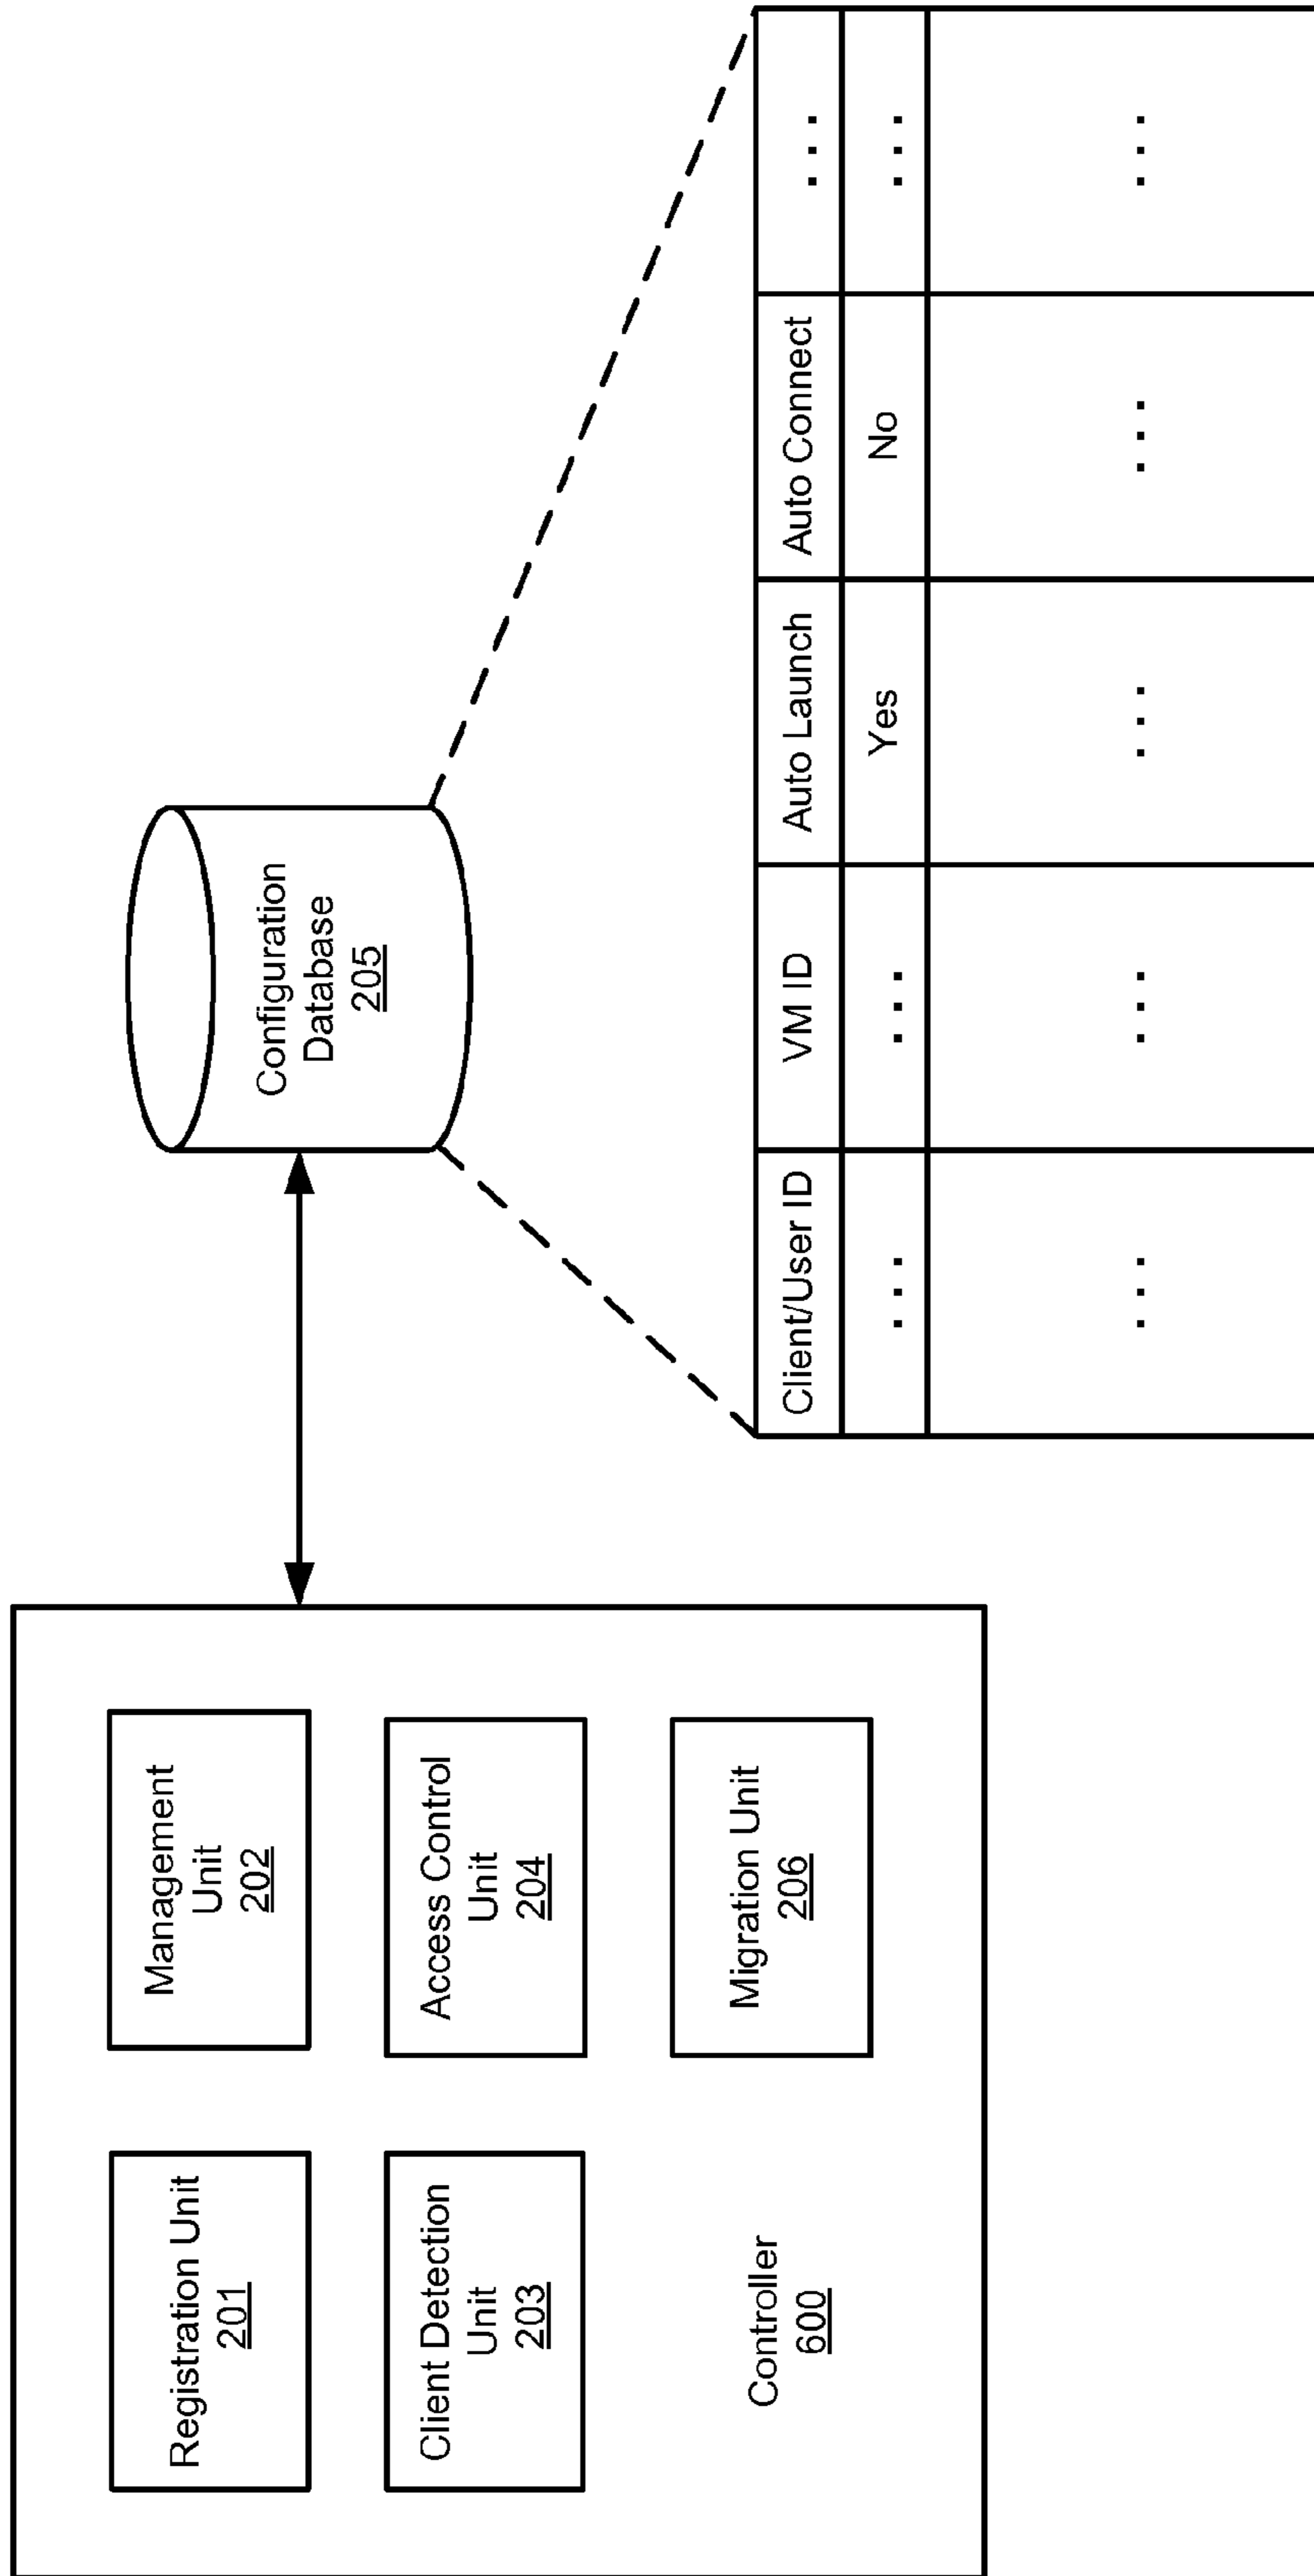 Registration Unit
201
Management
Unit
202
Client Detection
Unit
203
Access Control
Unit
204
Controller
600
Migration Unit
206
Configuration
Database
205
Client/User ID
VM ID
Auto Launch
Auto Connect
...
...
...
Yes
No
...
...
...
...
...
...